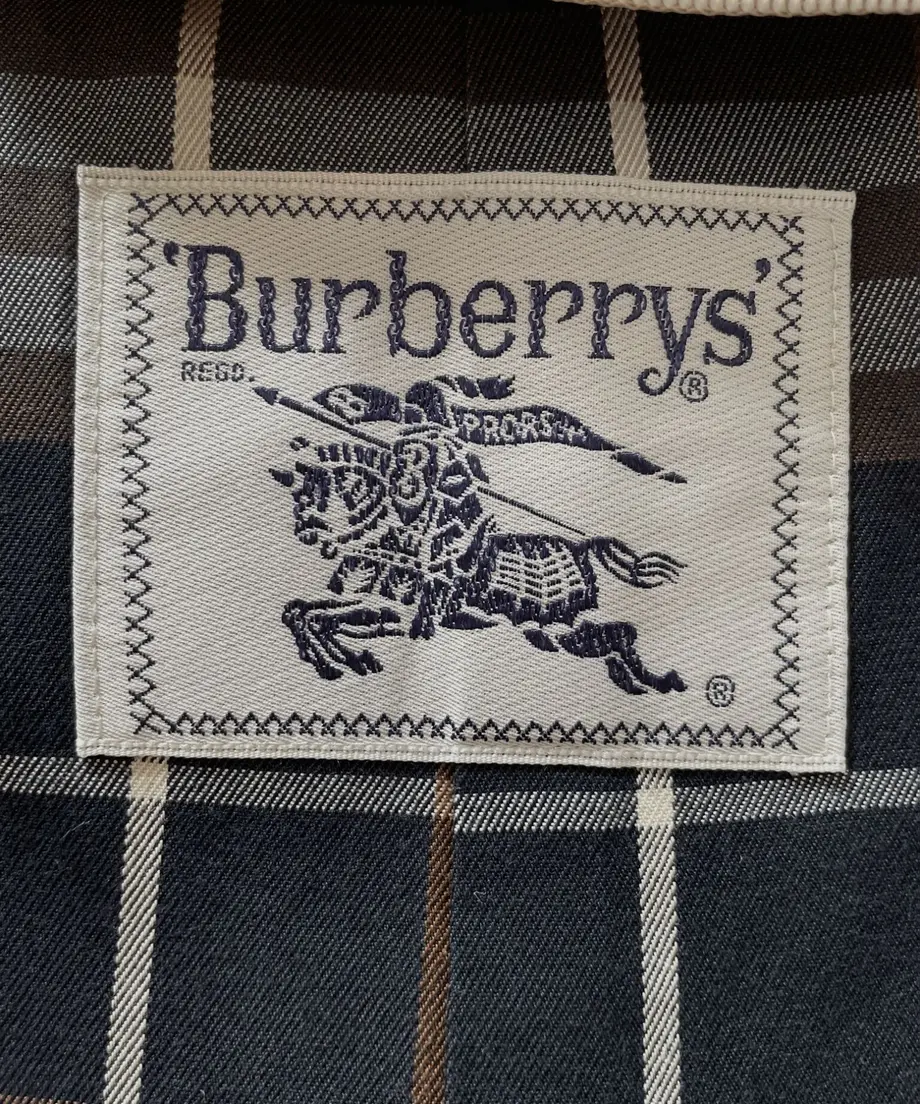 'Burberrys'
®
REGD.
B PRORSUM
B
®